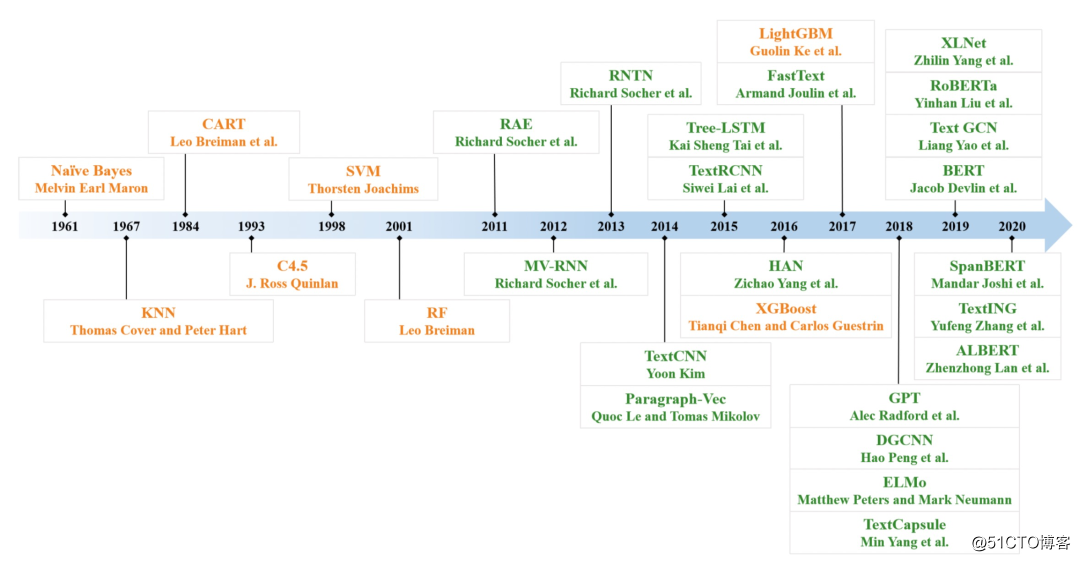 LightGBM
Guolin Ke et al.
FastText
Armand Joulin et al.
XLNet
Zhilin Yang et al.
RoBERTa
Yinhan Liu et al.
Text GCN
Liang Yao et al.
BERT
Jacob Devlin et al.
RNTN
Richard Socher et al.
CART
Leo Breiman et al.
RAE
Richard Socher et al.
Tree-LSTM
Kai Sheng Tai et al.
TextRCNN
Siwei Lai et al.
Naïve Bayes
Melvin Earl Maron
SVM
Thorsten Joachims
1961 1967 1984 1993 1998 2001 2011 2012 2013 2014 2015 2016 2017 2018 2019 2020
C4.5
J. Ross Quinlan
MV-RNN
Richard Socher et al.
HAN
Zichao Yang et al.
XGBoost
Tianqi Chen and Carlos Guestrin
SpanBERT
Mandar Joshi et al.
TextING
Yufeng Zhang et al.
ALBERT
Zhenzhong Lan et al.
KNN
Thomas Cover and Peter Hart
RF
Leo Breiman
TextCNN
Yoon Kim
Paragraph-Vec
Quoc Le and Tomas Mikolov
GPT
Alec Radford et al.
DGCNN
Hao Peng et al.
ELMo
Matthew Peters and Mark Neumann
TextCapsule
Min Yang et al.
@51CTO博客